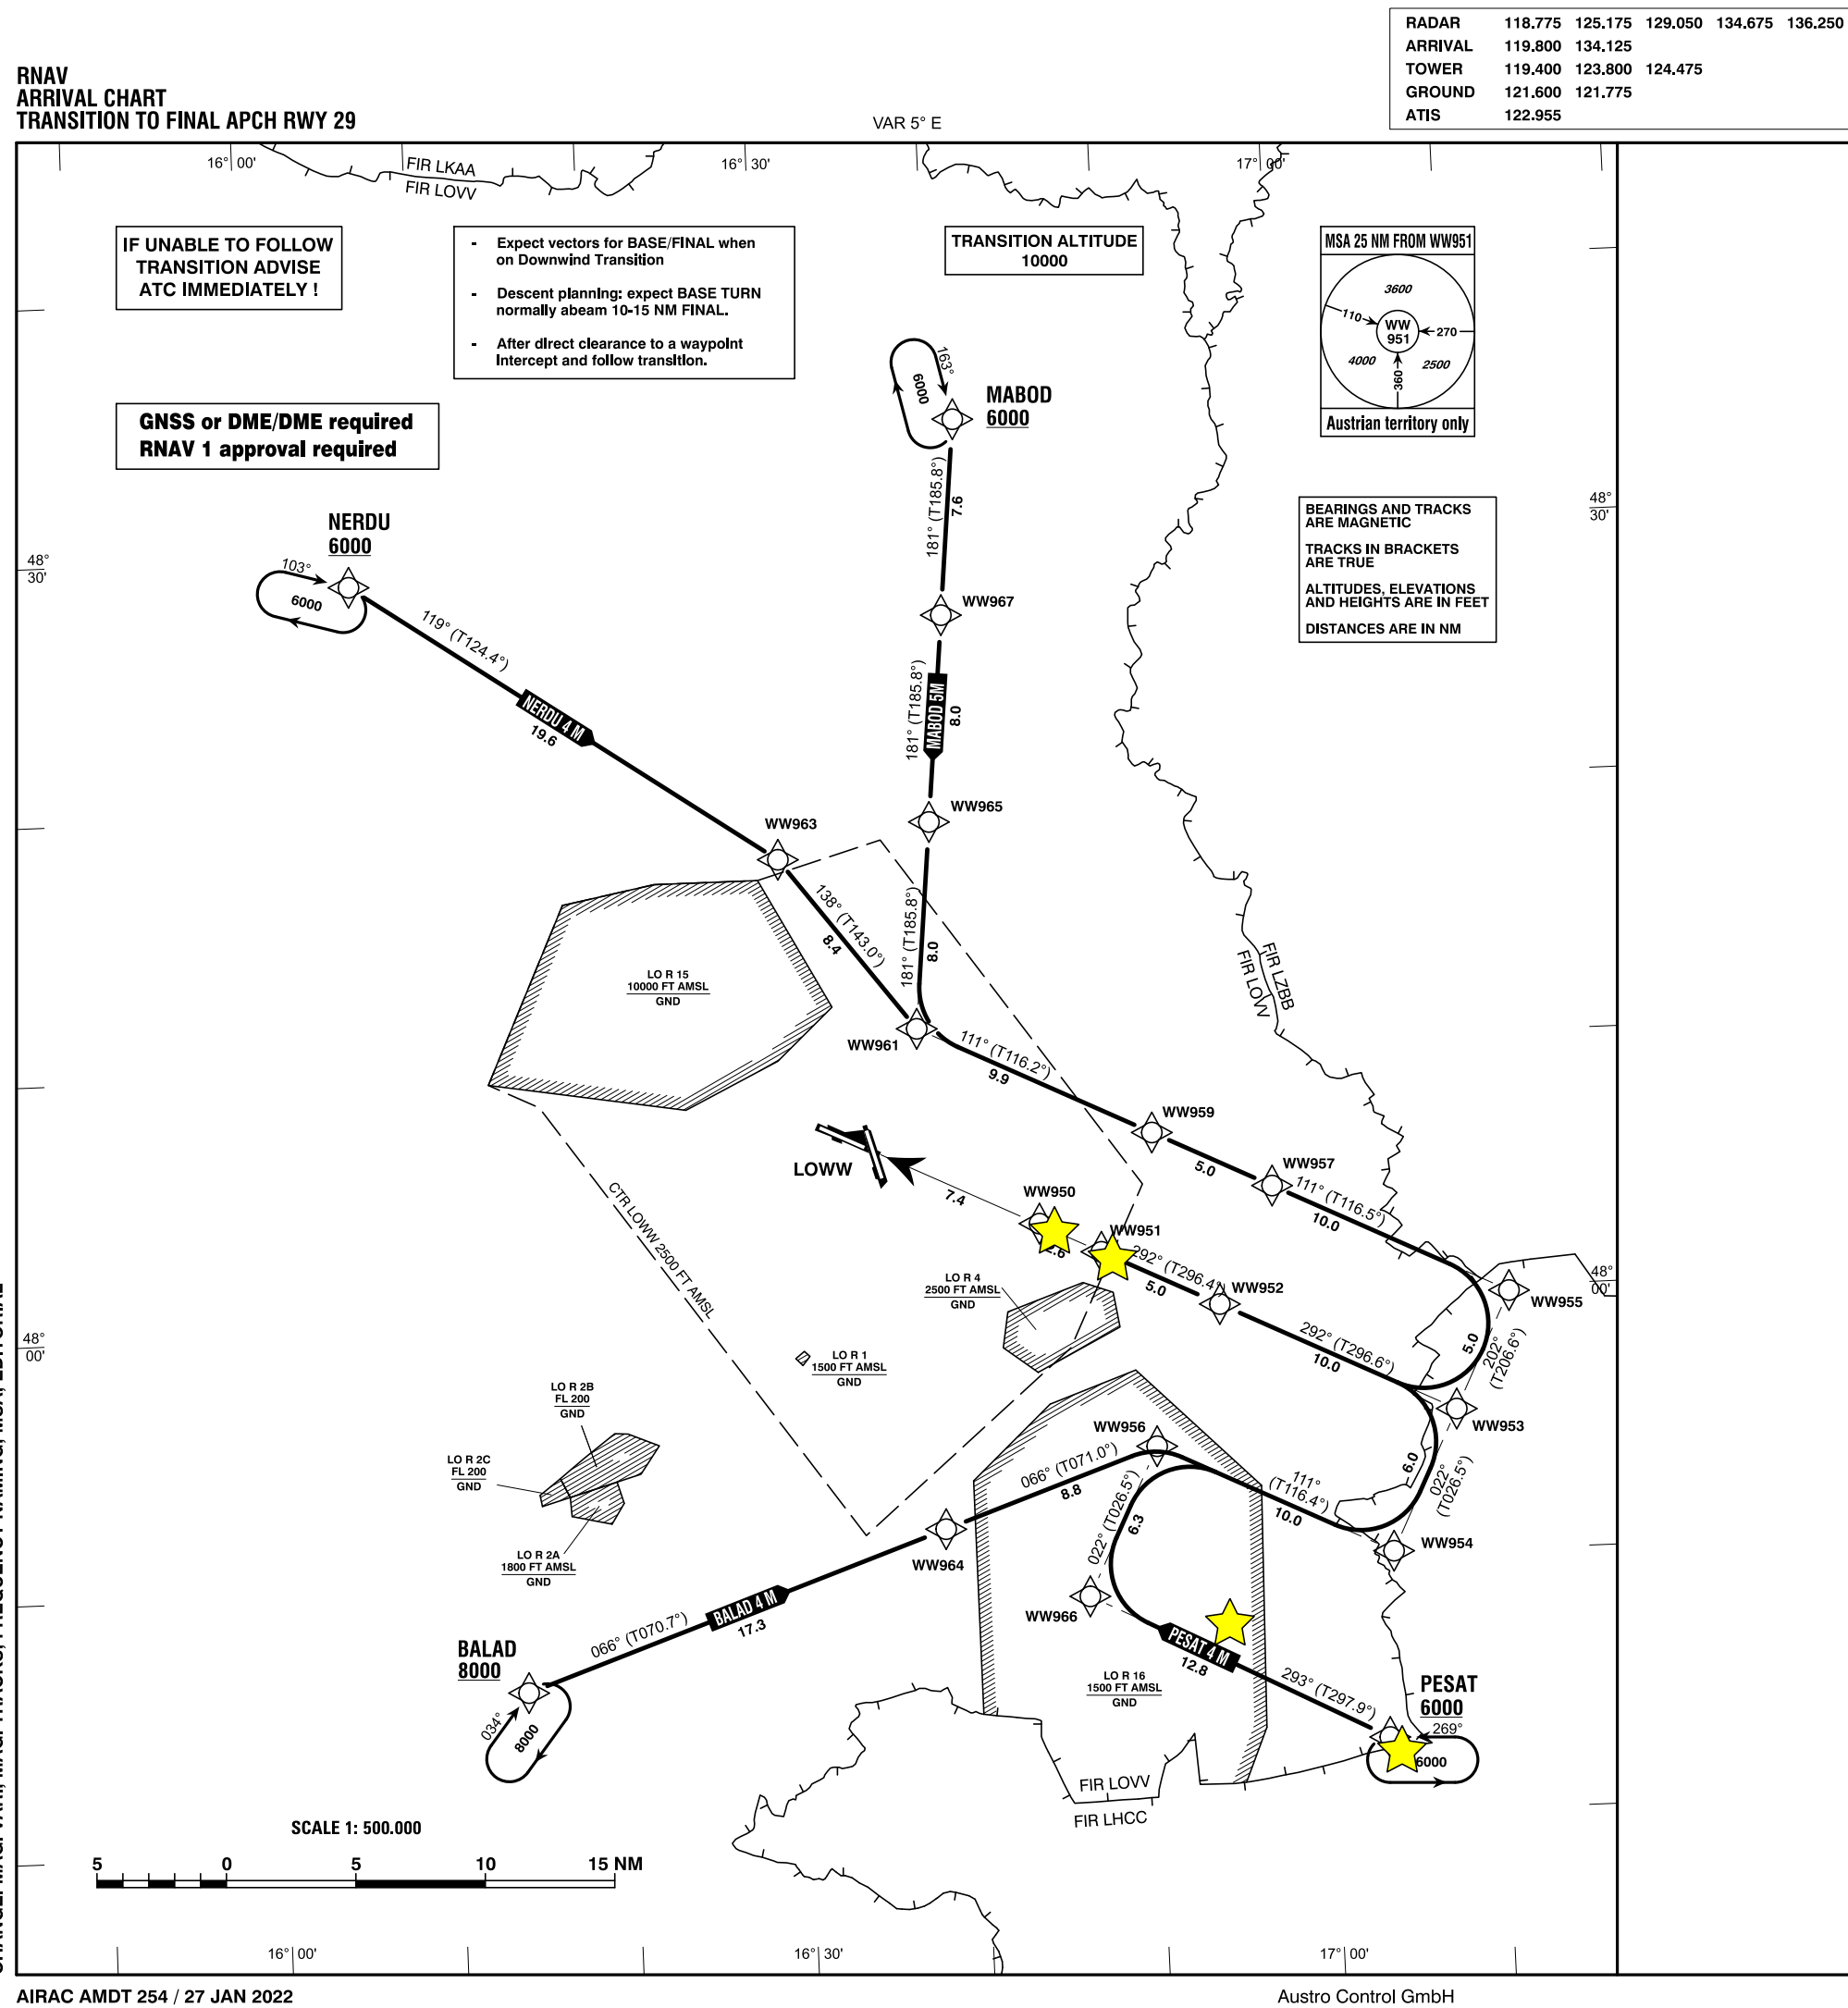 RADAR 118.775 125.175 129.050 134.675 136.250
ARRIVAL 119.800 134.125
TOWER 119.400 123.800 124.475
GROUND 121.600 121.775
ATIS 122.955
RNAV
ARRIVAL CHART
TRANSITION TO FINAL APCH RWY 29
VAR 5° E
16° 00'
16° 30'
17° 00'
FIR LKAA
FIR LOVV
IF UNABLE TO FOLLOW
TRANSITION ADVISE
ATC IMMEDIATELY !
- Expect vectors for BASE/FINAL when
on Downwind Transition
- Descent planning: expect BASE TURN
normally abeam 10-15 NM FINAL.
- After direct clearance to a waypoint
intercept and follow transition.
TRANSITION ALTITUDE
10000
MSA 25 NM FROM WW951
3600
110
WW
951
270
4000
2500
360
Austrian territory only
GNSS or DME/DME required
RNAV 1 approval required
163°
6000
MABOD
6000
181° (T185.8°)
7.6
BEARINGS AND TRACKS
ARE MAGNETIC
TRACKS IN BRACKETS
ARE TRUE
ALTITUDES, ELEVATIONS
AND HEIGHTS ARE IN FEET
DISTANCES ARE IN NM
48°
30'
NERDU
6000
48°
30'
103°
6000
119° (T124.4°)
NERDU 4 M
19.6
WW967
181° (T185.8°)
MABOD 5M
8.0
WW965
WW963
138° (T143.0°)
8.4
181° (T185.8°)
8.0
LO R 15
10000 FT AMSL
GND
FIR LZBB
FIR LOVV
WW961
111° (T116.2°)
9.9
WW959
5.0
WW957
111° (T116.5°)
10.0
LOWW
7.4
WW950
2.6
WW951
292° (T296.4°)
5.0
WW952
CTR LOWW 2500 FT AMSL
LO R 4
2500 FT AMSL
GND
48°
00'
WW955
292° (T296.6°)
10.0
5.0
202°
(T206.6°)
48°
00'
LO R 1
1500 FT AMSL
GND
LO R 2B
FL 200
GND
WW953
WW956
LO R 2C
FL 200
GND
066° (T071.0°)
8.8
111°
(T116.4°)
10.0
6.0
022°
(T026.5°)
022° (T026.5°)
6.3
LO R 2A
1800 FT AMSL
GND
WW964
WW954
WW966
BALAD 4 M
17.3
066° (T070.7°)
PESAT 4 M
12.8
293° (T297.9°)
BALAD
8000
034°
8000
LO R 16
1500 FT AMSL
GND
PESAT
6000
269°
6000
FIR LOVV
FIR LHCC
SCALE 1: 500.000
5 0 5 10 15 NM
16° 00'
16° 30'
17° 00'
AIRAC AMDT 254 / 27 JAN 2022
Austro Control GmbH